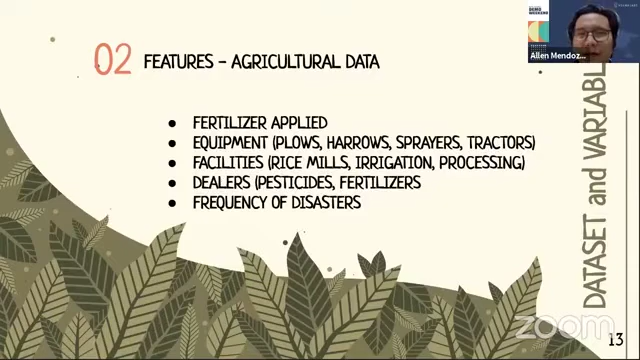 02 FEATURES - AGRICULTURAL DATA
● FERTILIZER APPLIED
● EQUIPMENT (PLOWS, HARROWS, SPRAYERS, TRACTORS)
● FACILITIES (RICE MILLS, IRRIGATION, PROCESSING)
● DEALERS (PESTICIDES, FERTILIZERS
● FREQUENCY OF DISASTERS
DATASET and VARIABL
Allen Mendoz...
zoom
13